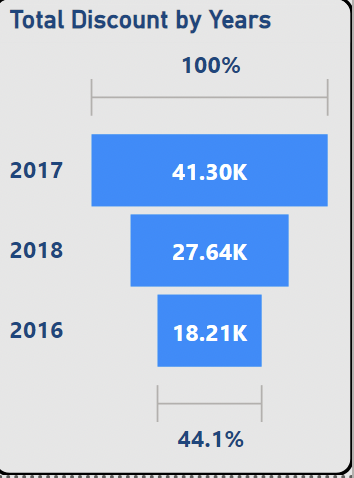 Total Discount by Years
100%
2017 41.30K
2018 27.64K
2016 18.21K
44.1%